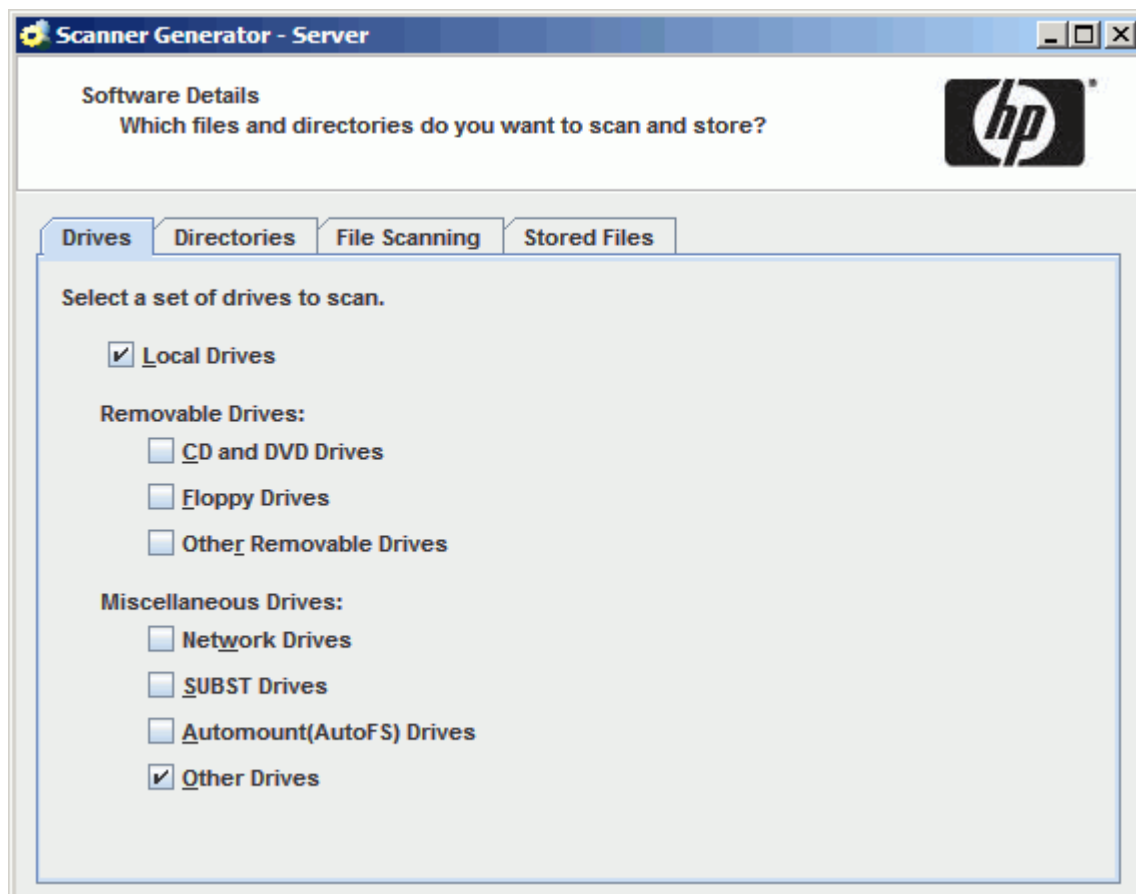 Scanner Generator - Server
Software Details
Which files and directories do you want to scan and store?
hp
Drives
Directories
File Scanning
Stored Files
Select a set of drives to scan.
Local Drives
Removable Drives:
CD and DVD Drives
Floppy Drives
Other Removable Drives
Miscellaneous Drives:
Network Drives
SUBST Drives
Automount(AutoFS) Drives
Other Drives